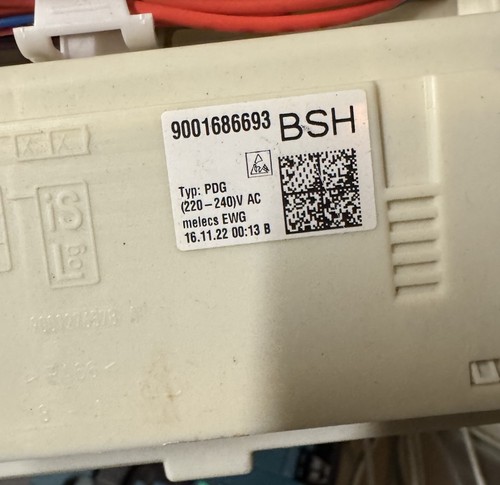 9001686693 BSH
Typ: PDG
(220-240)V AC
melecs EWG
16.11.22 00:13 B